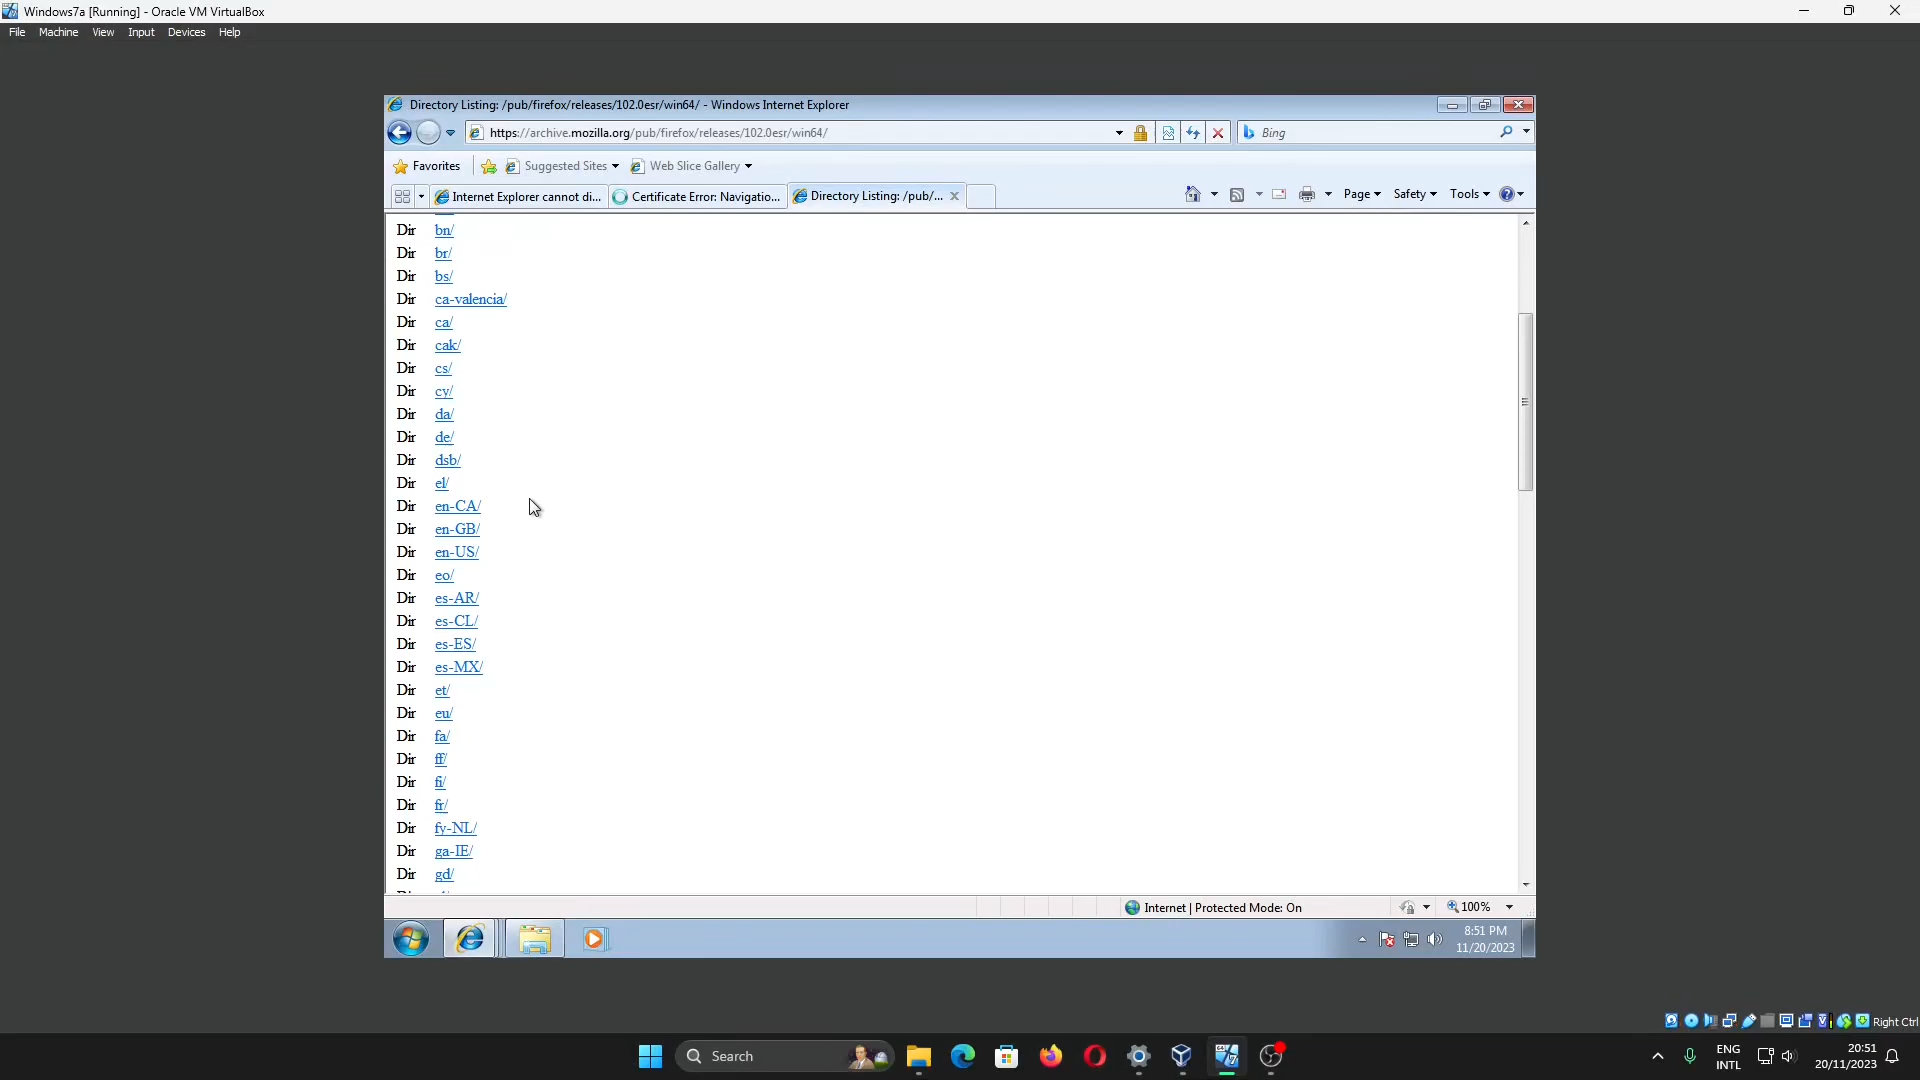 Windows7a [Running] - Oracle VM VirtualBox
File Machine View Input Devices Help
Directory Listing: /pub/firefox/releases/102.0esr/win64/ - Windows Internet Explorer
https://archive.mozilla.org/pub/firefox/releases/102.0esr/win64/
Bing
Favorites Suggested Sites Web Slice Gallery
Internet Explorer cannot di... Certificate Error: Navigatio... Directory Listing: /pub/... Page Safety Tools
Dir bn/
Dir br/
Dir bs/
Dir ca-valencia/
Dir ca/
Dir cak/
Dir cs/
Dir cy/
Dir da/
Dir de/
Dir dsb/
Dir el/
Dir en-CA/
Dir en-GB/
Dir en-US/
Dir eo/
Dir es-AR/
Dir es-CL/
Dir es-ES/
Dir es-MX/
Dir et/
Dir eu/
Dir fa/
Dir ff/
Dir fi/
Dir fr/
Dir fy-NL/
Dir ga-IE/
Dir gd/
Internet | Protected Mode: On 100%
8:51 PM
11/20/2023
Right Ctrl
Search
ENG
INTL
20:51
20/11/2023